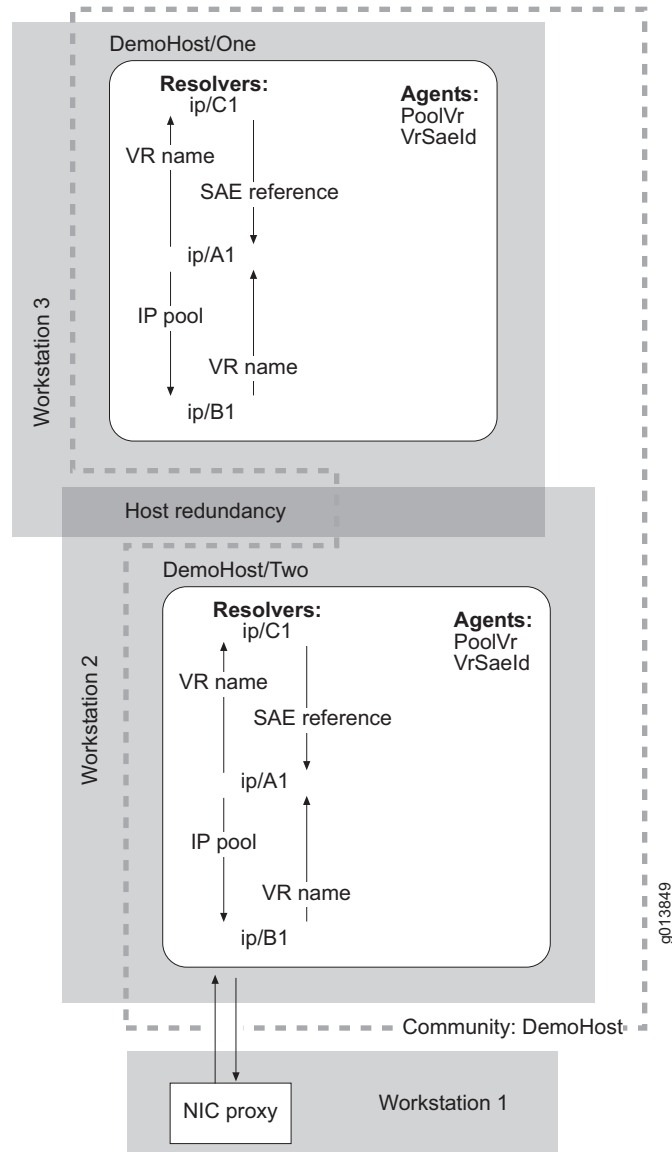 DemoHost/One
Resolvers:
ip/C1
Agents:
PoolVr
VrSaeId
VR name
SAE reference
ip/A1
IP pool
VR name
ip/B1
Workstation 3
Host redundancy
DemoHost/Two
Resolvers:
ip/C1
Agents:
PoolVr
VrSaeId
VR name
SAE reference
ip/A1
IP pool
VR name
ip/B1
Workstation 2
g013849
Community: DemoHost
NIC proxy
Workstation 1